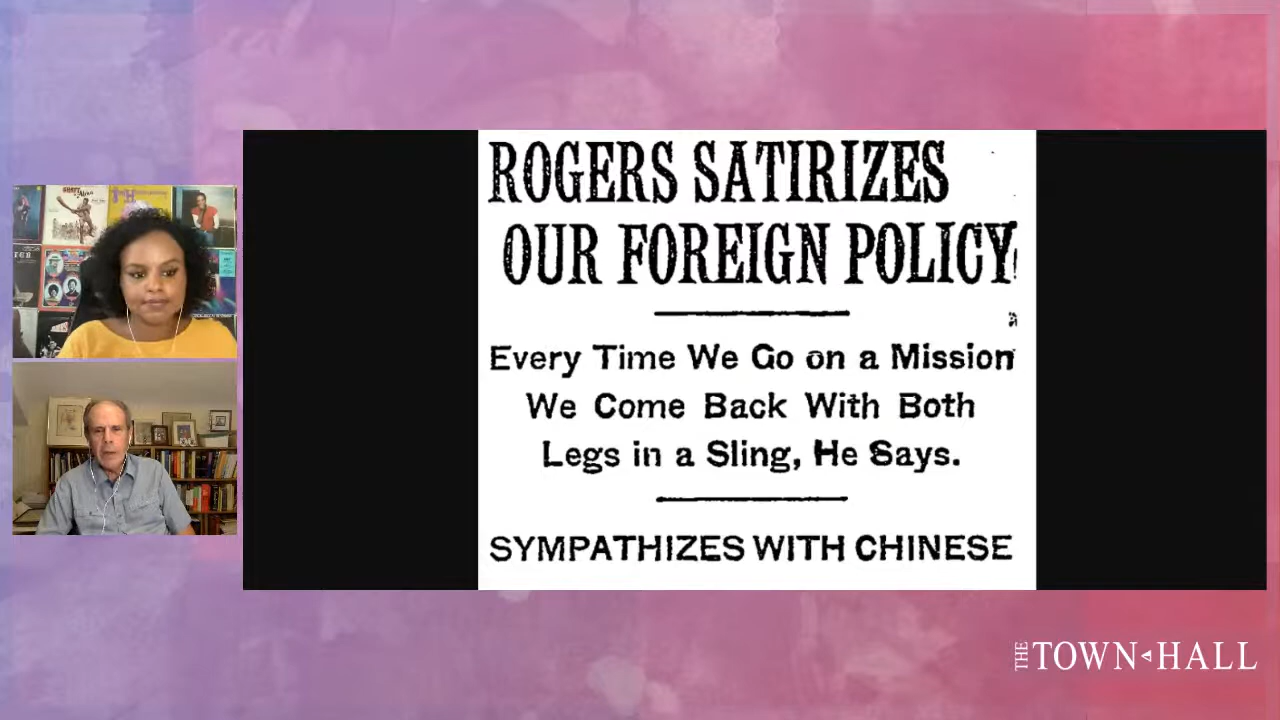 ROGERS SATIRIZES
OUR FOREIGN POLICY
Every Time We Go on a Mission
We Come Back With Both
Legs in a Sling, He Says.
SYMPATHIZES WITH CHINESE
THE TOWN HALL